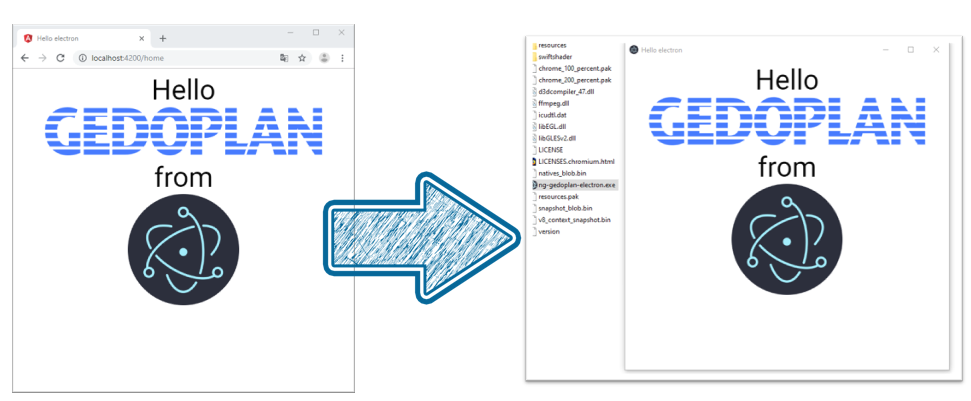 Hello electron
localhost:4200/home
Hello
GEDOPLAN
from
resources
swiftshader
chrome_100_percent.pak
chrome_200_percent.pak
d3dcompiler_47.dll
ffmpeg.dll
icudtl.dat
libEGL.dll
libGLESv2.dll
LICENSE
LICENSES.chromium.html
natives_blob.bin
ng-gedoplan-electron.exe
resources.pak
snapshot_blob.bin
v8_context_snapshot.bin
version
Hello electron
Hello
GEDOPLAN
from